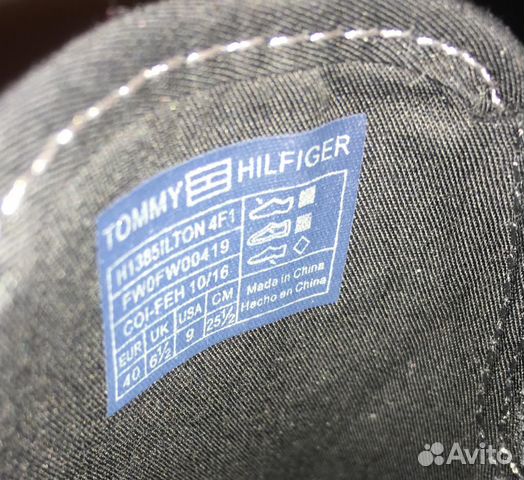 TOMMY HILFIGER
H1385ILTON 4F1
FW0FW00419
COI-FEH 10/16
EUR UK USA CM
40 6½ 9 25½
Made in China
Hecho en China
Avito